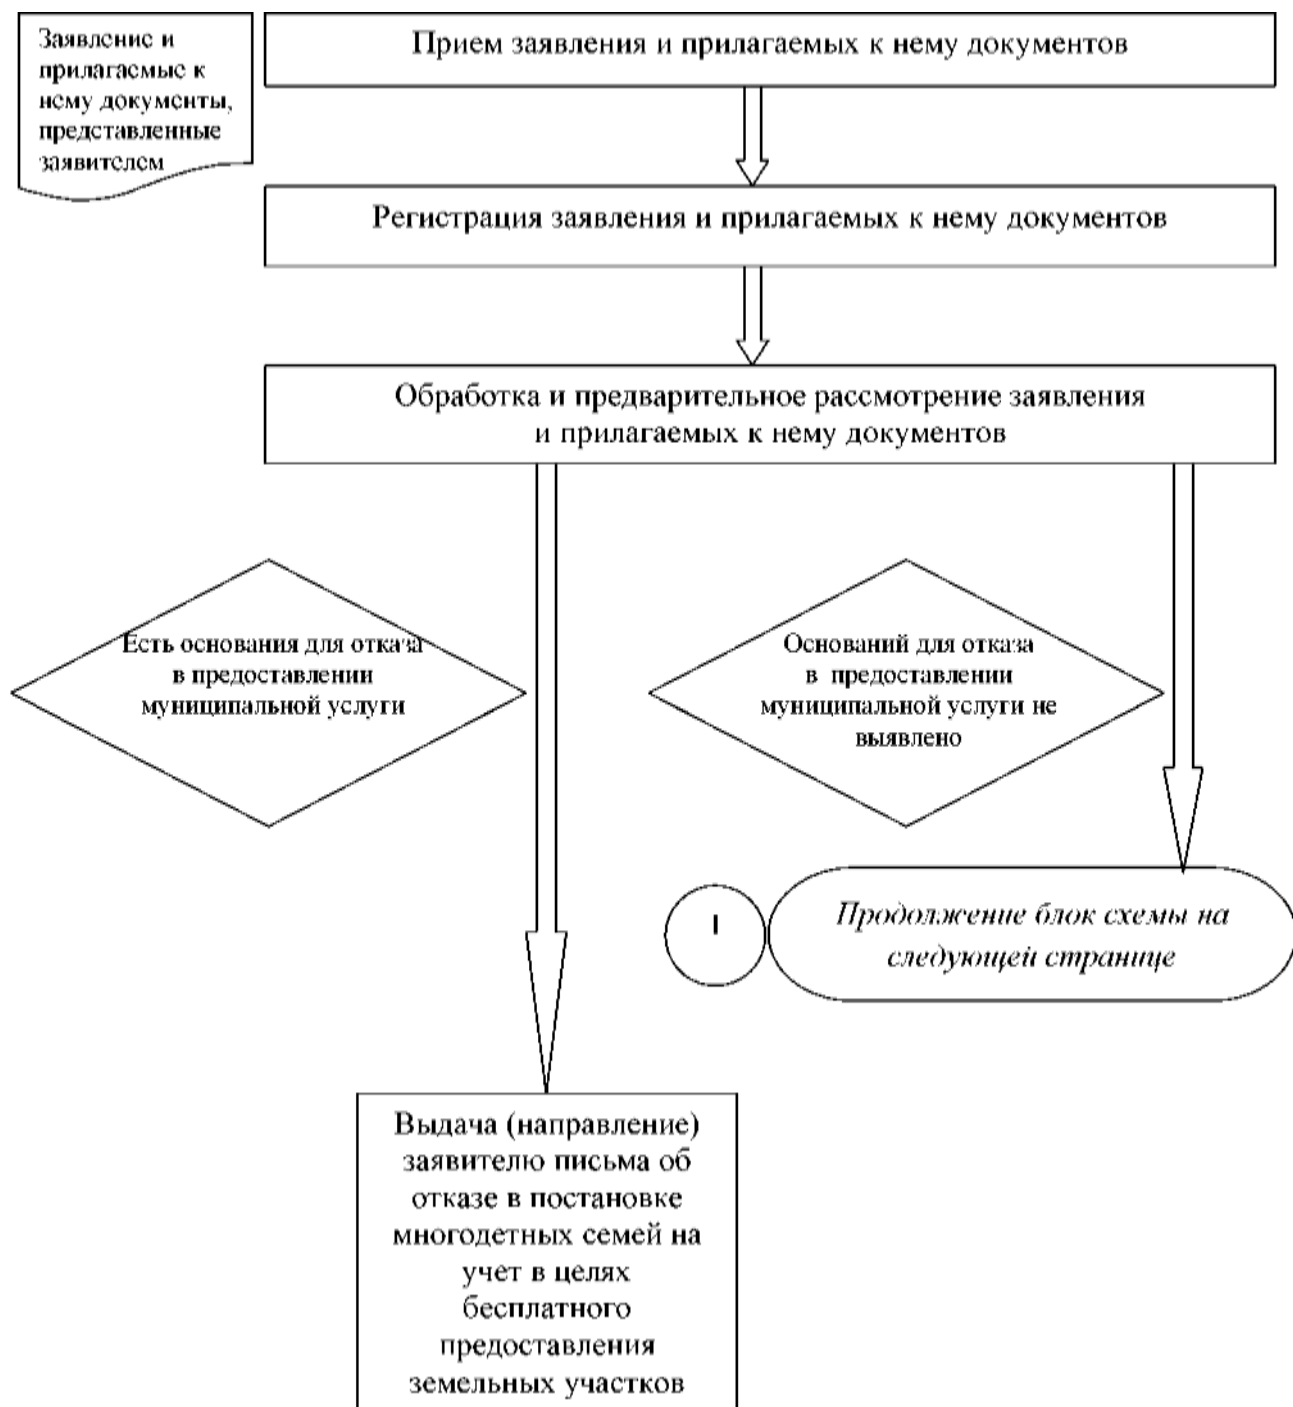 Заявление и
прилагаемые к
нему документы,
представленные
заявителем
Прием заявления и прилагаемых к нему документов
Регистрация заявления и прилагаемых к нему документов
Обработка и предварительное рассмотрение заявления
и прилагаемых к нему документов
Есть основания для отказа
в предоставлении
муниципальной услуги
Оснований для отказа
в предоставлении
муниципальной услуги не
выявлено
1
Продолжение блок схемы на
следующей странице
Выдача (направление)
заявителю письма об
отказе в постановке
многодетных семей на
учет в целях
бесплатного
предоставления
земельных участков